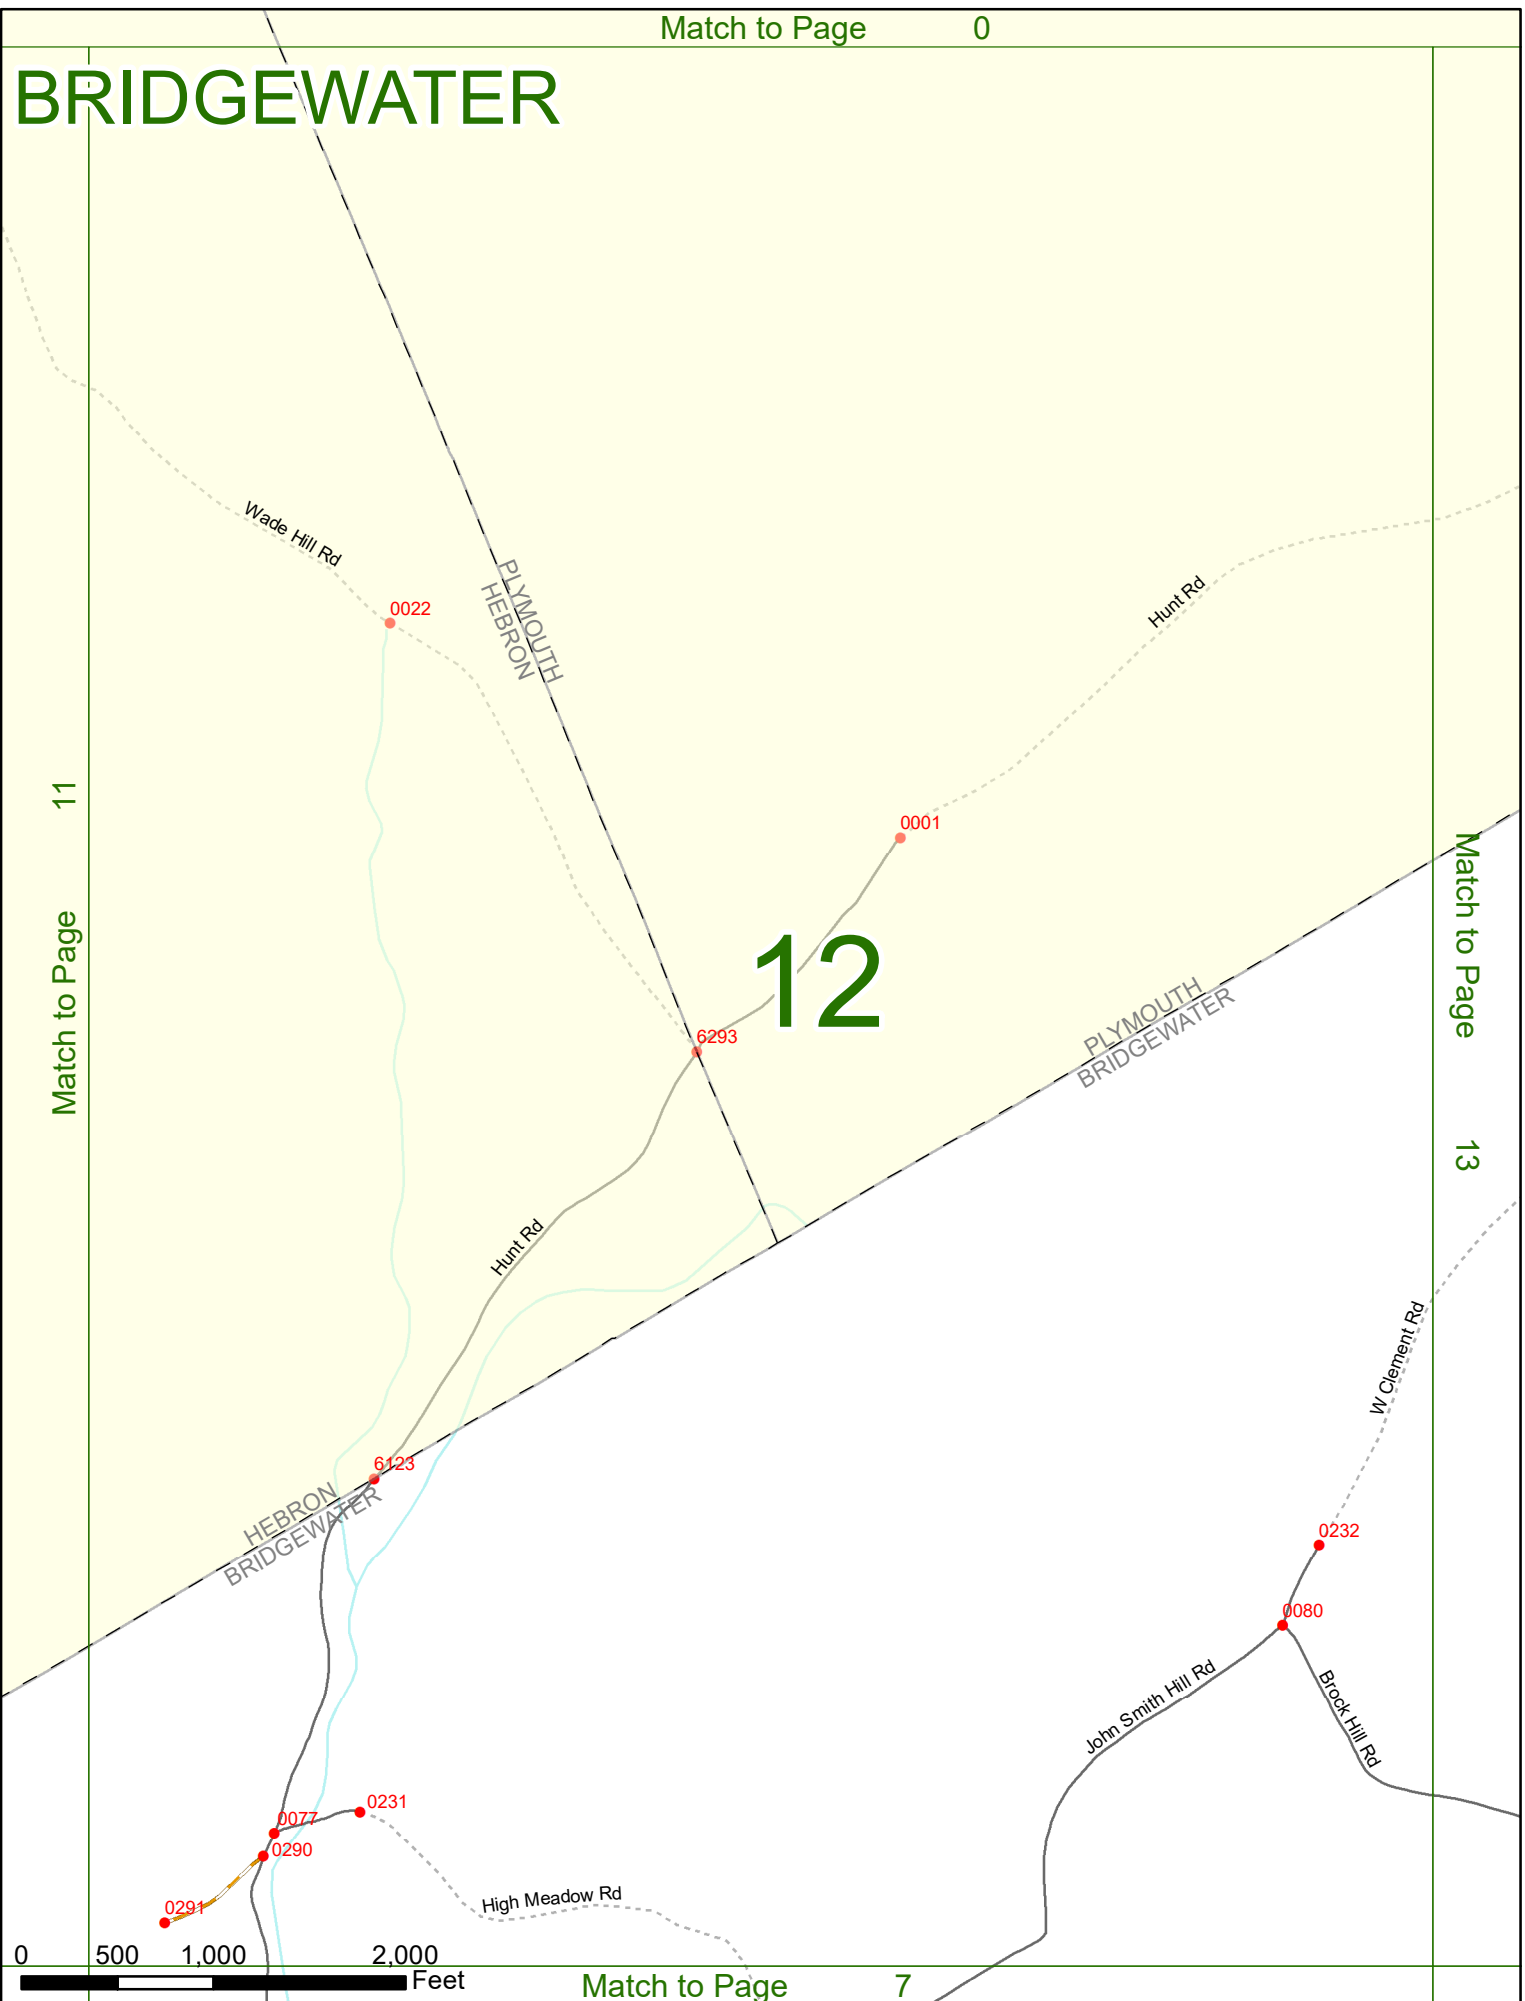 Match to Page 0
BRIDGEWATER
Wade Hill Rd
0022
PLYMOUTH
HEBRON
Hunt Rd
11
Match to Page
0001
Match to Page
13
12
6293
PLYMOUTH
BRIDGEWATER
Hunt Rd
W Clement Rd
6123
HEBRON
BRIDGEWATER
0232
0080
John Smith Hill Rd
Brock Hill Rd
0231
0077
0290
High Meadow Rd
0291
0 500 1,000 2,000
Feet
Match to Page 7